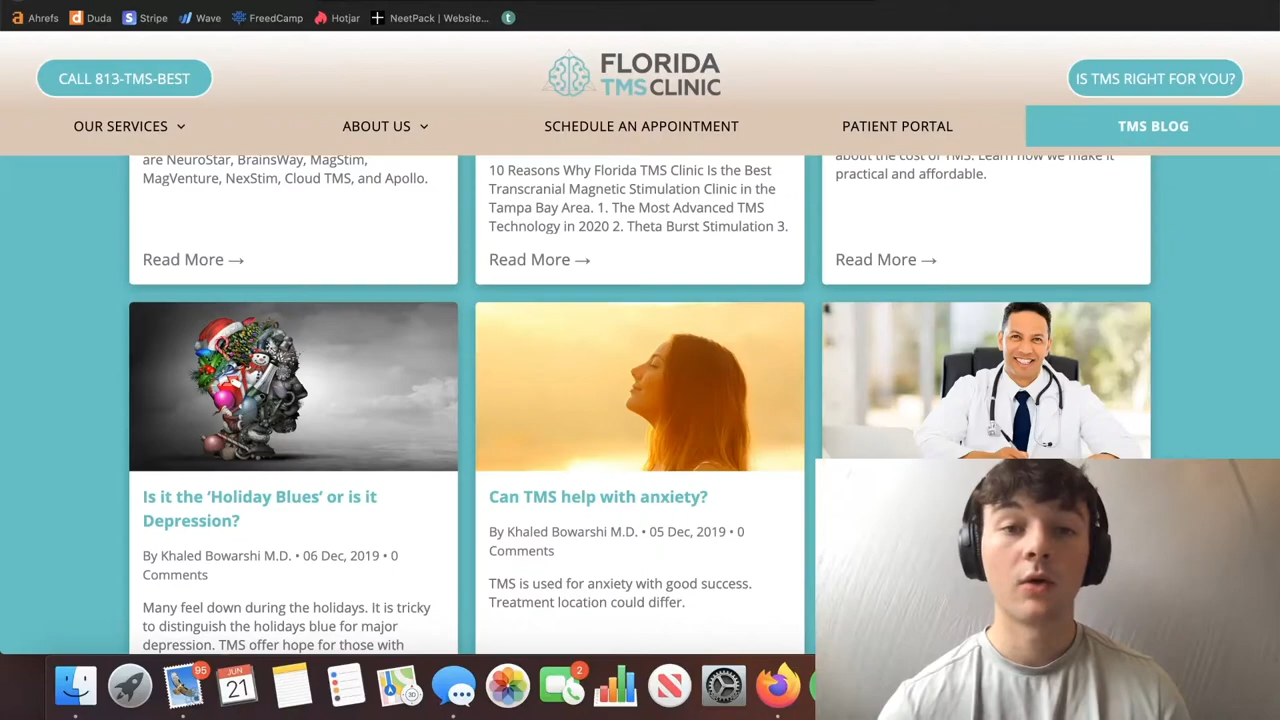 Ahrefs Duda Stripe Wave FreedCamp Hotjar NeetPack | Website...
CALL 813-TMS-BEST
FLORIDA
TMS CLINIC
IS TMS RIGHT FOR YOU?
OUR SERVICES
ABOUT US
SCHEDULE AN APPOINTMENT
PATIENT PORTAL
TMS BLOG
are NeuroStar, BrainsWay, MagStim,
MagVenture, NexStim, Cloud TMS, and Apollo.
Read More →
10 Reasons Why Florida TMS Clinic Is the Best
Transcranial Magnetic Stimulation Clinic in the
Tampa Bay Area. 1. The Most Advanced TMS
Technology in 2020 2. Theta Burst Stimulation 3.
Read More →
about the cost of TMS. Learn how we make it
practical and affordable.
Read More →
Is it the ‘Holiday Blues’ or is it
Depression?
By Khaled Bowarshi M.D. • 06 Dec, 2019 • 0
Comments
Many feel down during the holidays. It is tricky
to distinguish the holidays blue for major
depression. TMS offer hope for those with
Can TMS help with anxiety?
By Khaled Bowarshi M.D. • 05 Dec, 2019 • 0
Comments
TMS is used for anxiety with good success.
Treatment location could differ.
95
JUN
21
3D
2